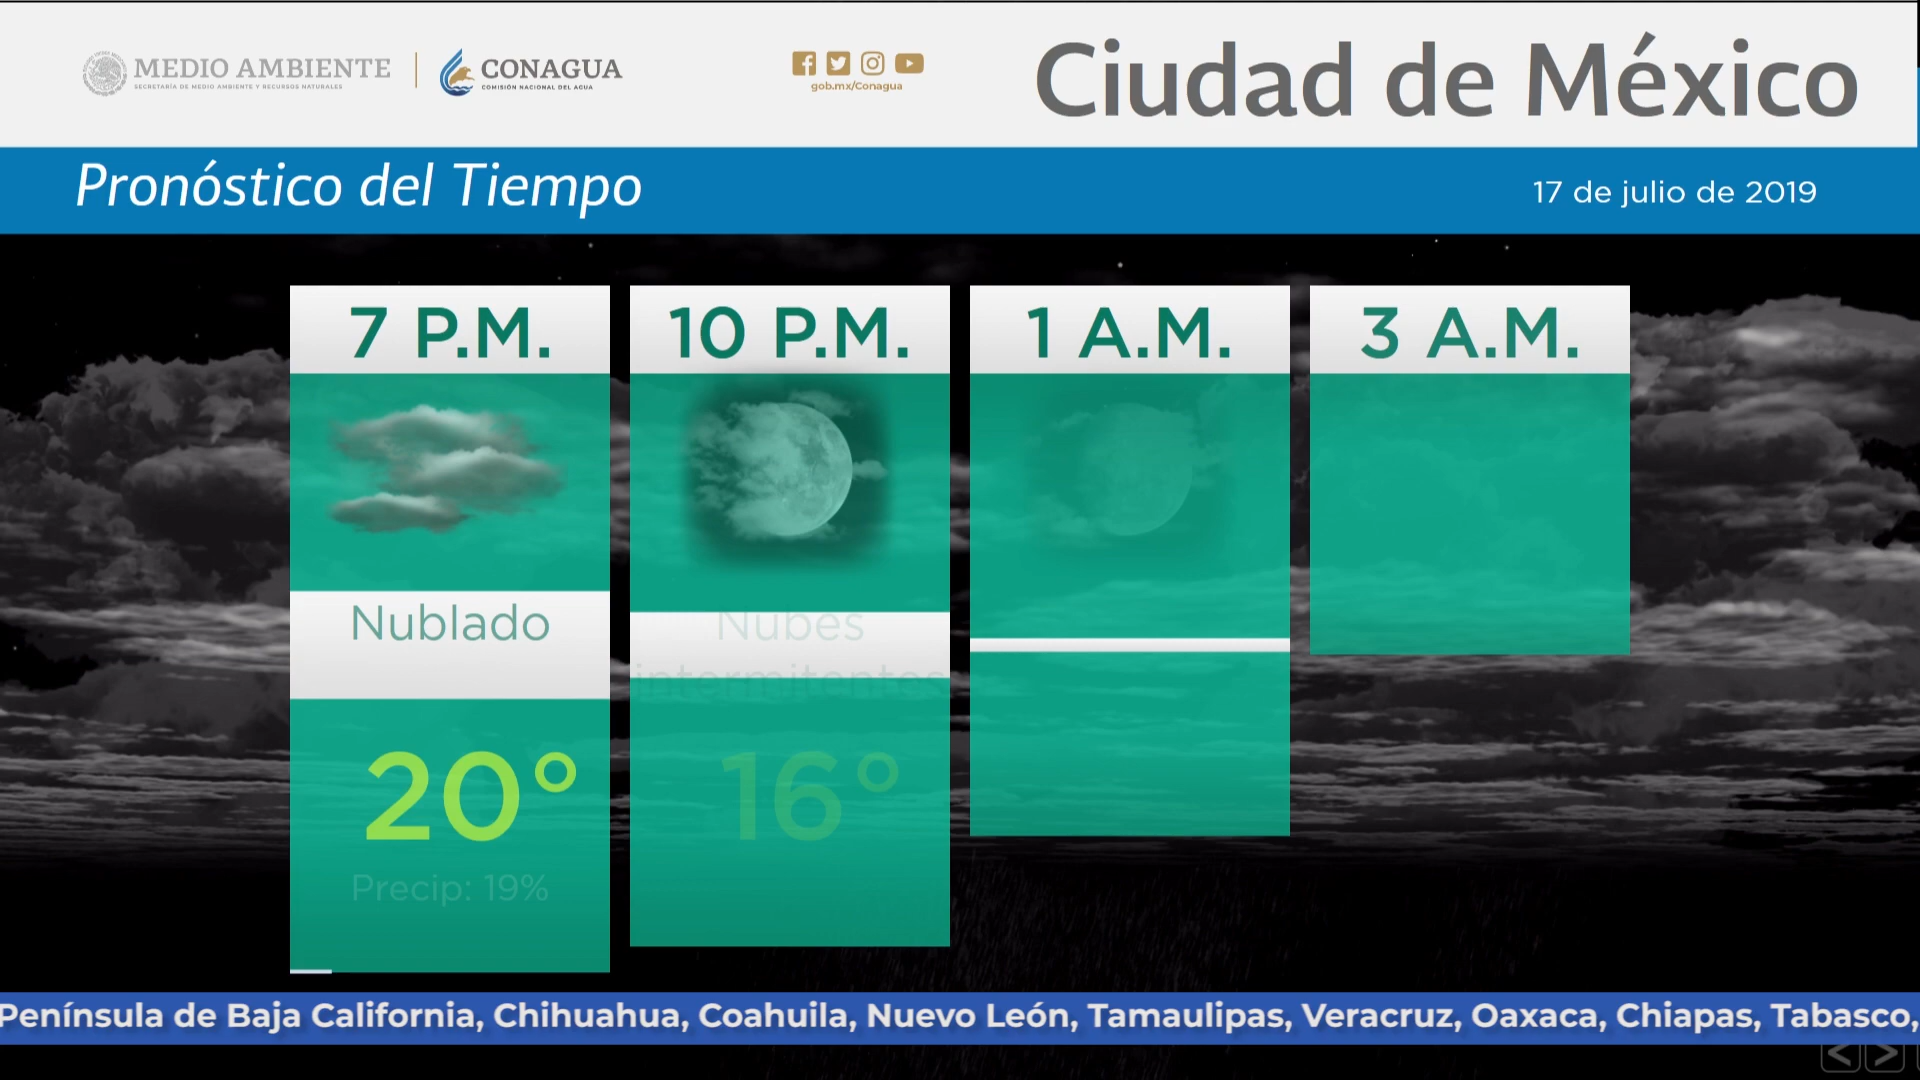 MEDIO AMBIENTE
SECRETARÍA DE MEDIO AMBIENTE Y RECURSOS NATURALES
CONAGUA
COMISIÓN NACIONAL DEL AGUA
gob.mx/Conagua
Ciudad de México
Pronóstico del Tiempo
17 de julio de 2019
7 P.M.
Nublado
20°
Precip: 19%
10 P.M.
Nubes
intermitentes
16°
1 A.M.
3 A.M.
Península de Baja California, Chihuahua, Coahuila, Nuevo León, Tamaulipas, Veracruz, Oaxaca, Chiapas, Tabasco,